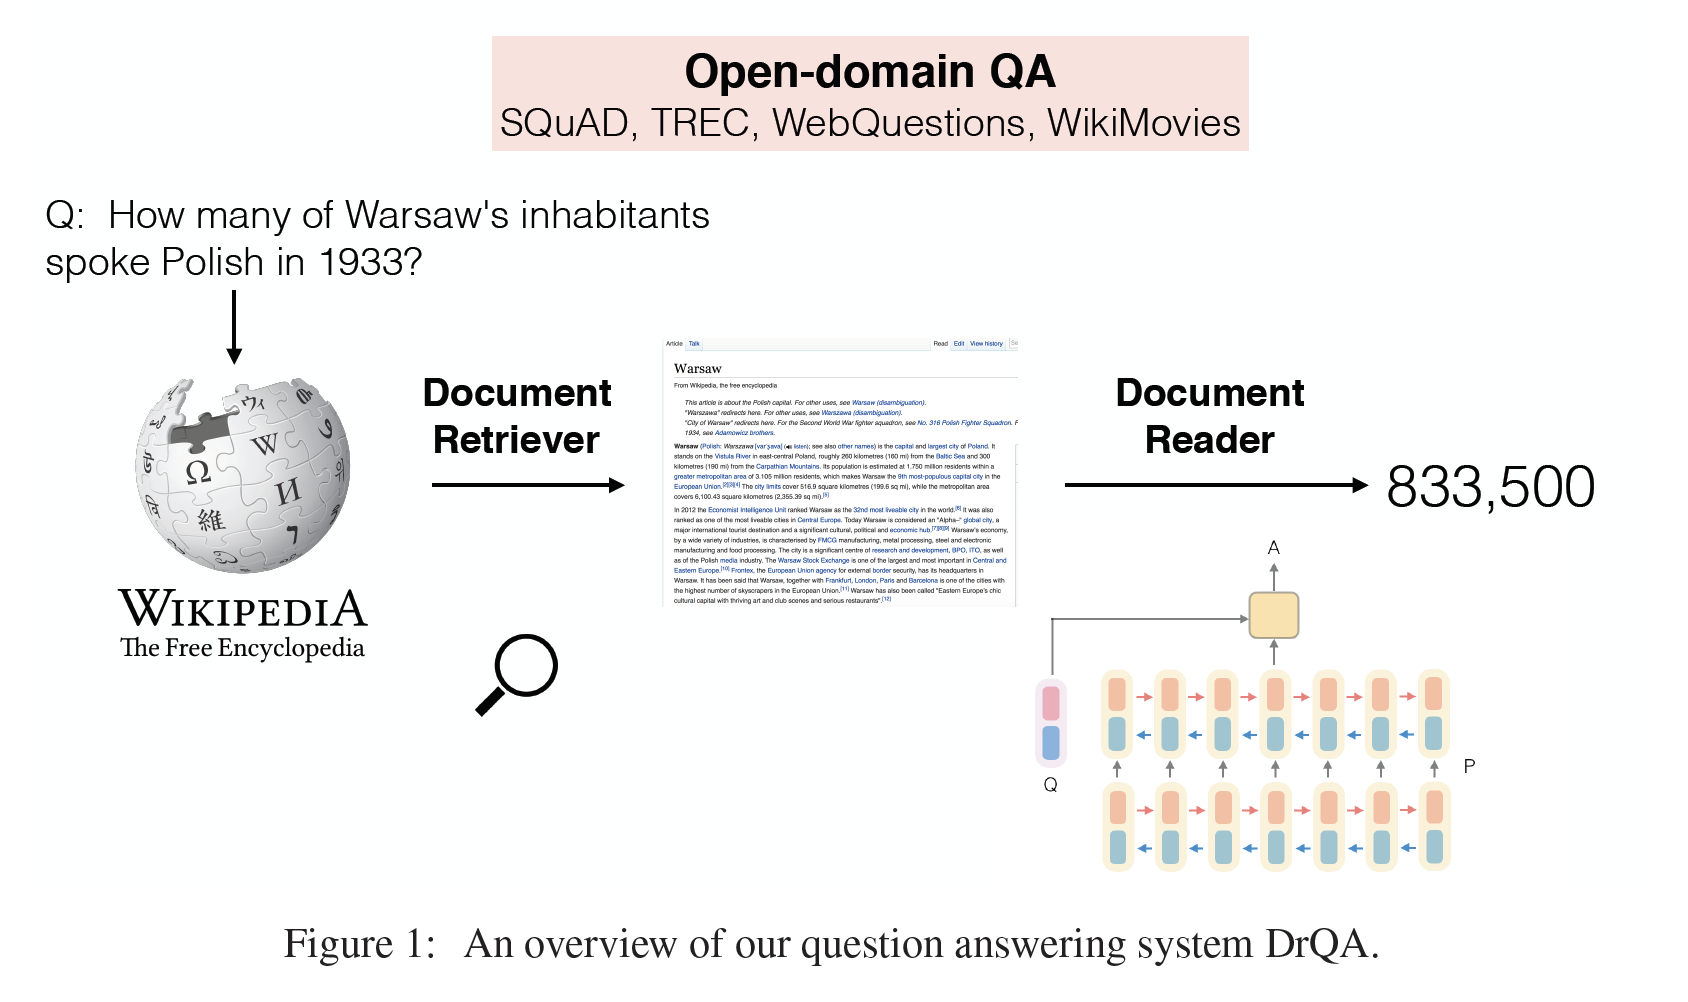 Open-domain QA
SQuAD, TREC, WebQuestions, WikiMovies
Q: How many of Warsaw's inhabitants
spoke Polish in 1933?
WIKIPEDIA
The Free Encyclopedia
Document
Retriever
Article Talk Read Edit View history
Warsaw
From Wikipedia, the free encyclopedia
This article is about the Polish capital. For other uses, see Warsaw (disambiguation).
"Warszawa" redirects here. For other uses, see Warszawa (disambiguation).
"City of Warsaw" redirects here. For the Second World War fighter squadron, see No. 316 Polish Fighter Squadron. F
1934, see Adamowicz brothers.
Warsaw (Polish: Warszawa [varˈʂava] (listen); see also other names) is the capital and largest city of Poland. It
stands on the Vistula River in east-central Poland, roughly 260 kilometres (160 mi) from the Baltic Sea and 300
kilometres (190 mi) from the Carpathian Mountains. Its population is estimated at 1.750 million residents within a
greater metropolitan area of 3.105 million residents, which makes Warsaw the 9th most-populous capital city in the
European Union.[2][3][4] The city limits cover 516.9 square kilometres (199.6 sq mi), while the metropolitan area
covers 6,100.43 square kilometres (2,355.39 sq mi).[5]
In 2012 the Economist Intelligence Unit ranked Warsaw as the 32nd most liveable city in the world.[6] It was also
ranked as one of the most liveable cities in Central Europe. Today Warsaw is considered an "Alpha–" global city, a
major international tourist destination and a significant cultural, political and economic hub.[7][8][9] Warsaw's economy,
by a wide variety of industries, is characterised by FMCG manufacturing, metal processing, steel and electronic
manufacturing and food processing. The city is a significant centre of research and development, BPO, ITO, as well
as of the Polish media industry. The Warsaw Stock Exchange is one of the largest and most important in Central and
Eastern Europe.[10] Frontex, the European Union agency for external border security, has its headquarters in
Warsaw. It has been said that Warsaw, together with Frankfurt, London, Paris and Barcelona is one of the cities with
the highest number of skyscrapers in the European Union.[11] Warsaw has also been called "Eastern Europe's chic
cultural capital with thriving art and club scenes and serious restaurants".[12]
Document
Reader
833,500
A
Q
P
Figure 1: An overview of our question answering system DrQA.